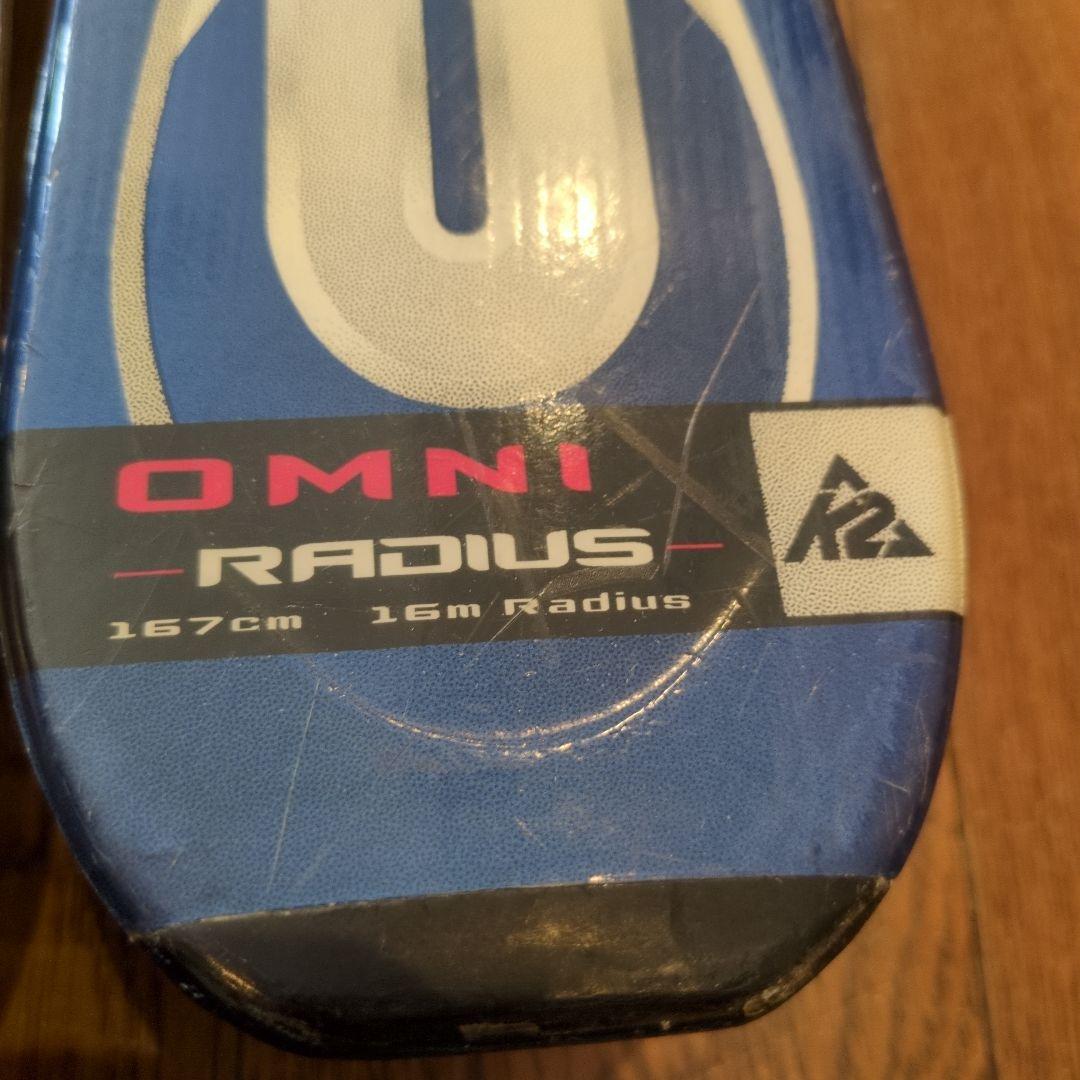 OMNI
RADIUS
167cm 16m Radius
K2